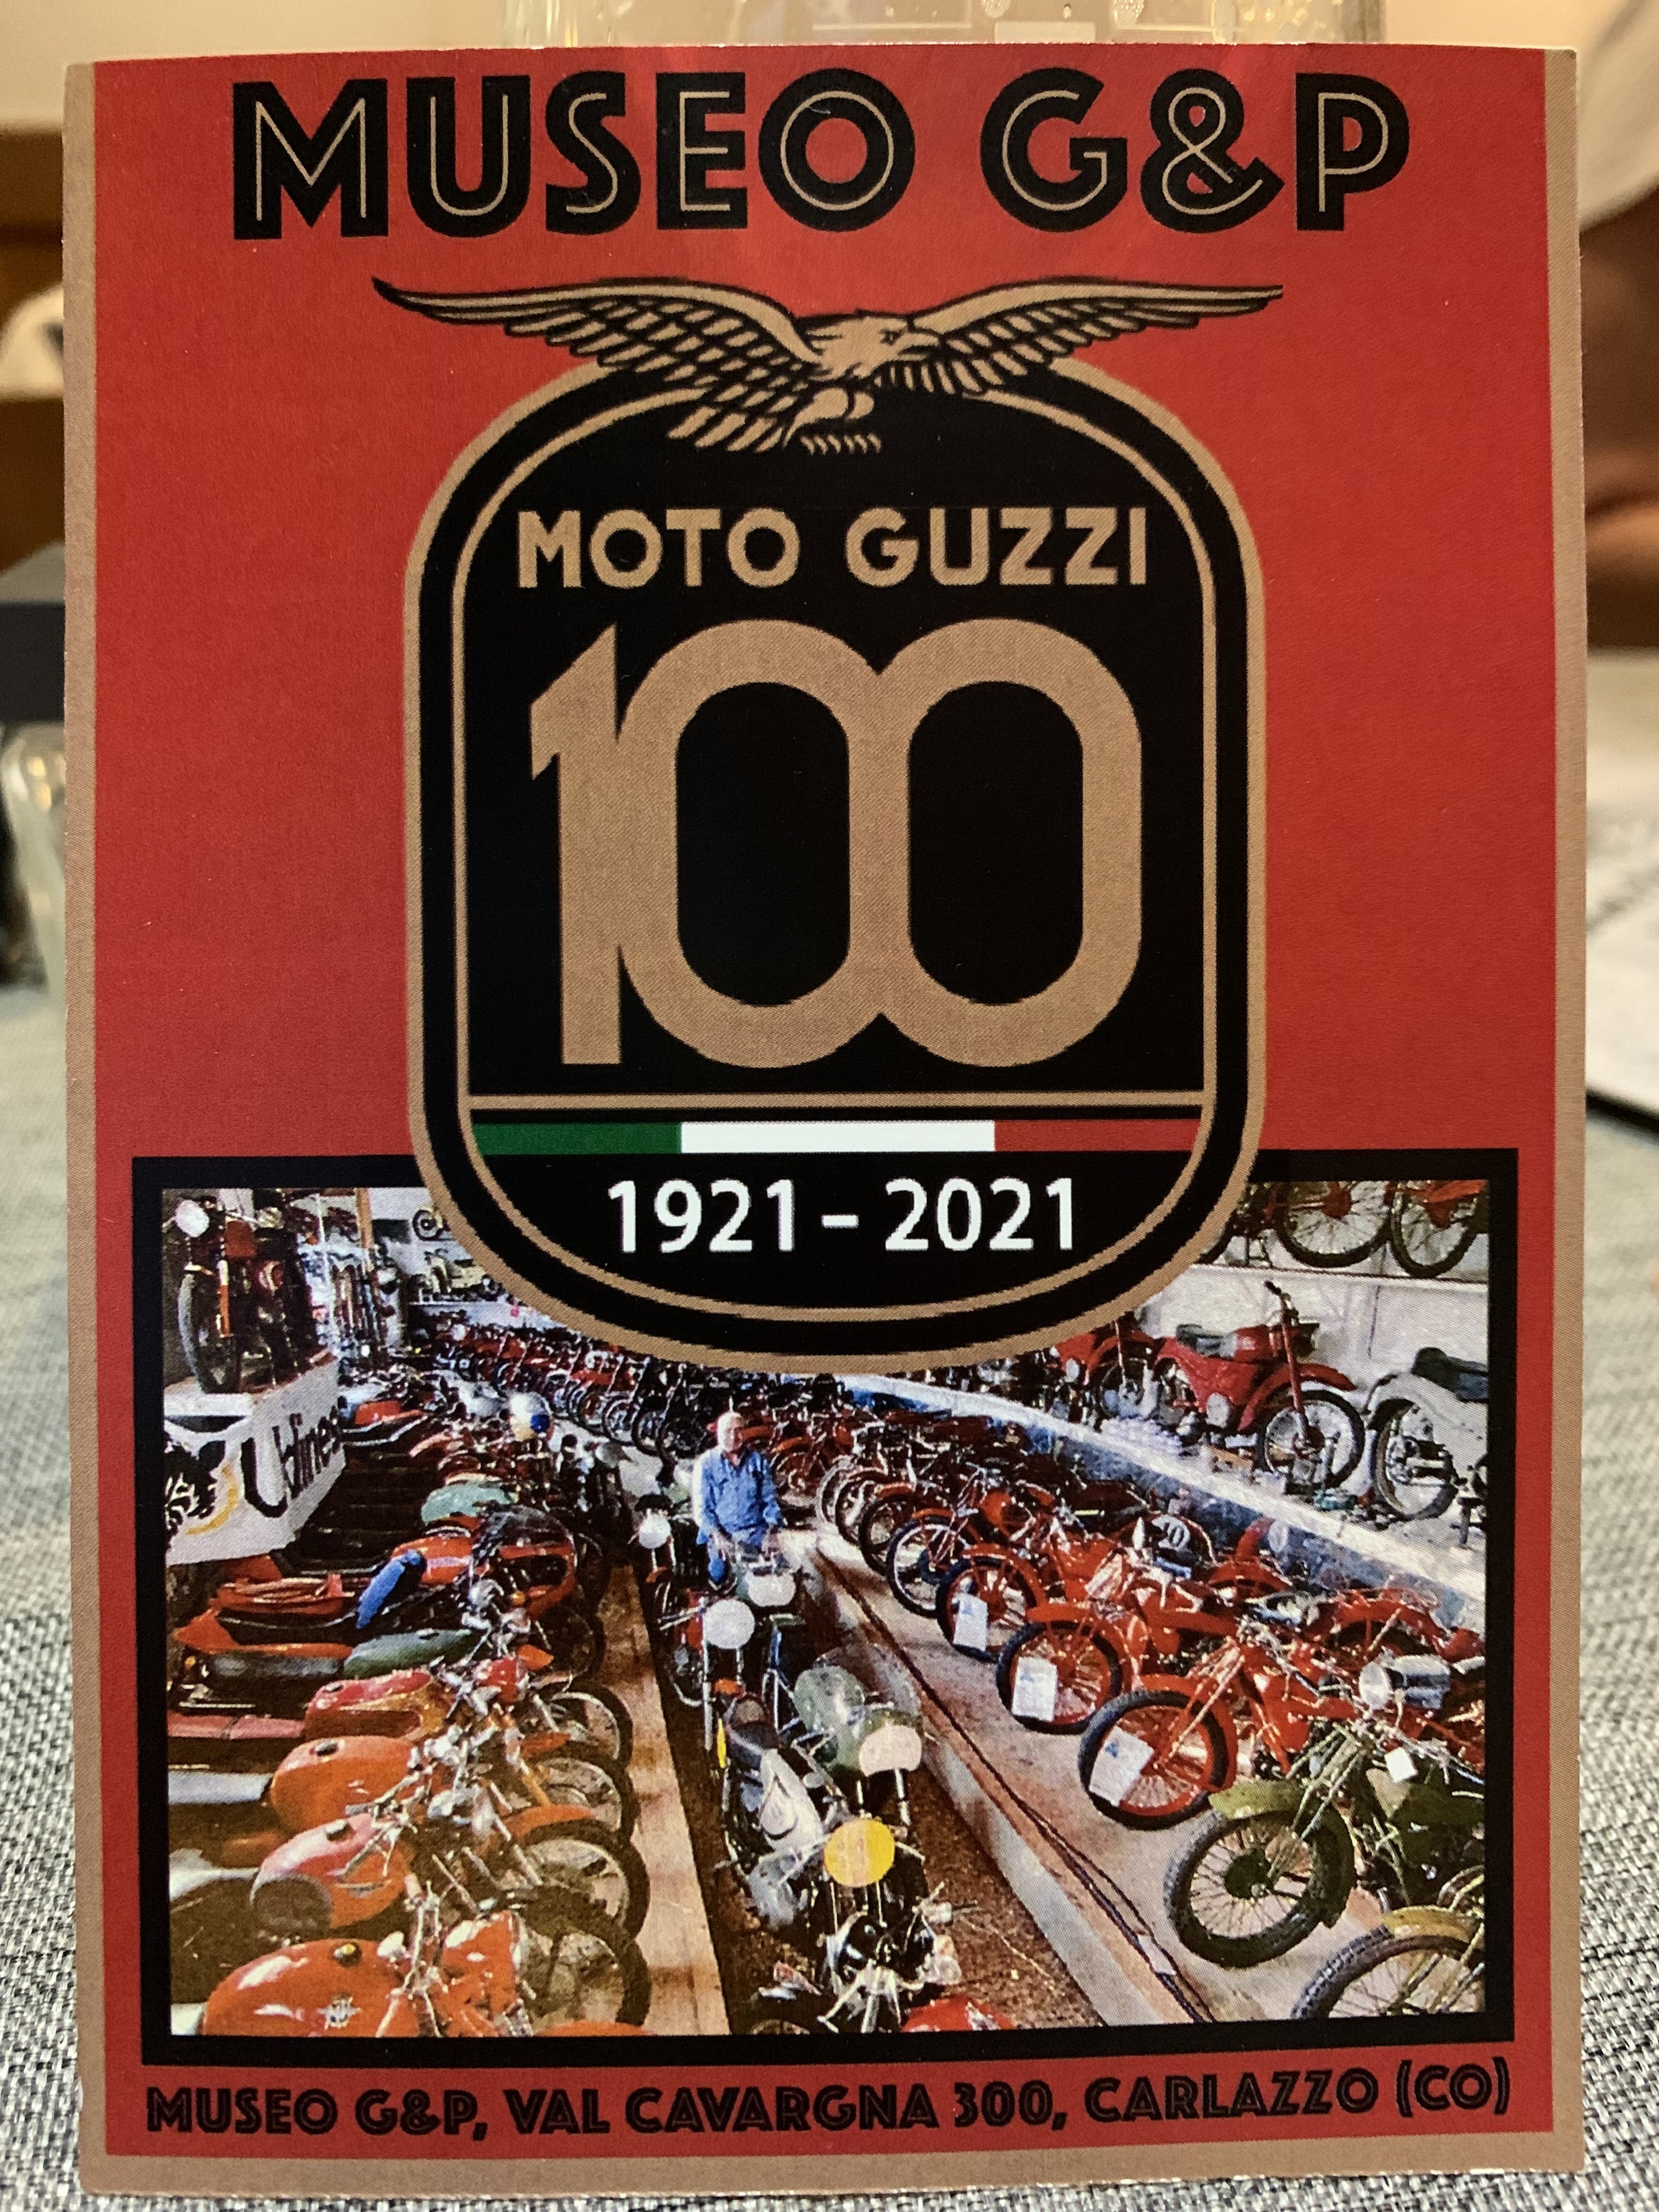 MUSEO G&P
MOTO GUZZI
100
1921 - 2021
MUSEO G&P, VAL CAVARGNA 300, CARLAZZO (CO)